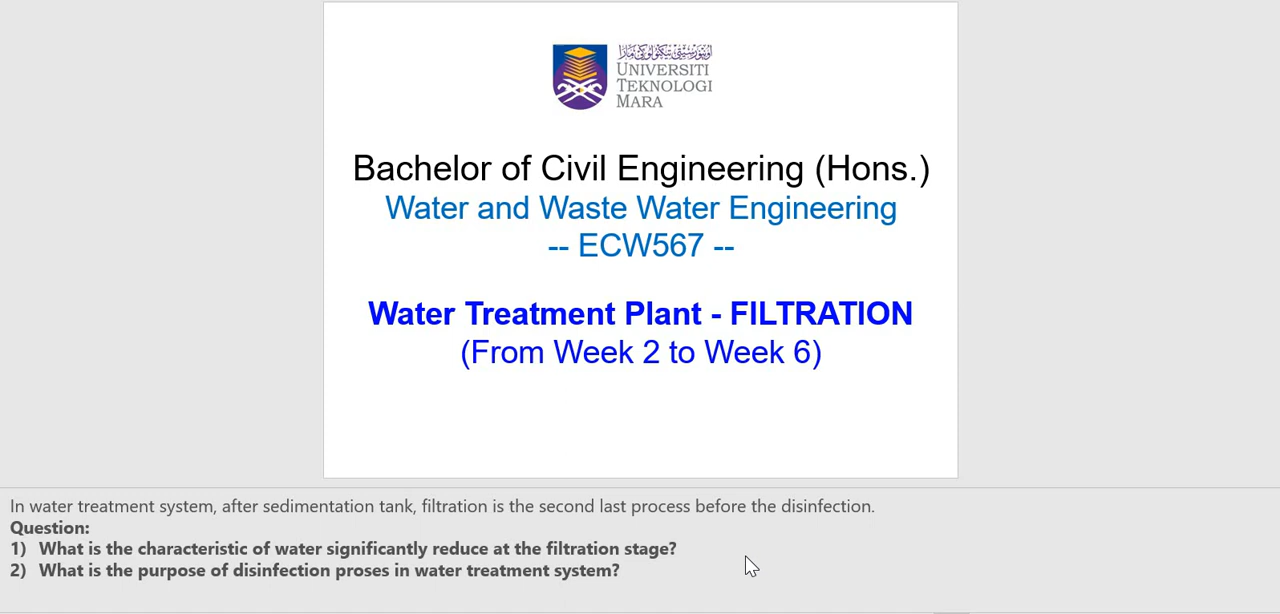 اونيۏرسيتي تيكنولوڬي مارا
UNIVERSITI
TEKNOLOGI
MARA
Bachelor of Civil Engineering (Hons.)
Water and Waste Water Engineering
-- ECW567 --
Water Treatment Plant - FILTRATION
(From Week 2 to Week 6)
In water treatment system, after sedimentation tank, filtration is the second last process before the disinfection.
Question:
1) What is the characteristic of water significantly reduce at the filtration stage?
2) What is the purpose of disinfection proses in water treatment system?